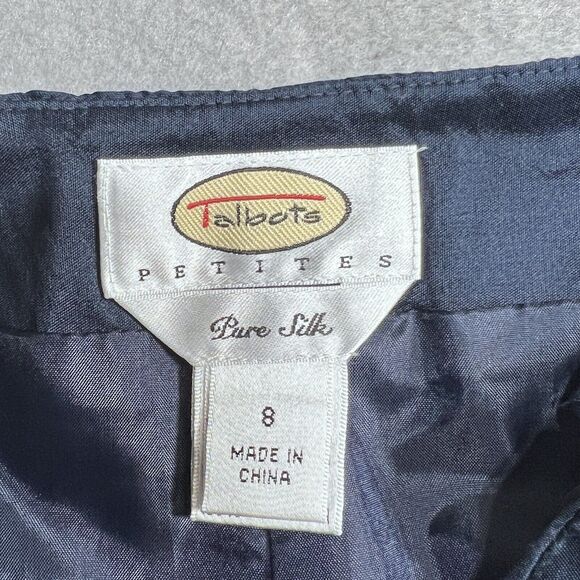 Talbots
PETITES
Pure Silk
8
MADE IN
CHINA